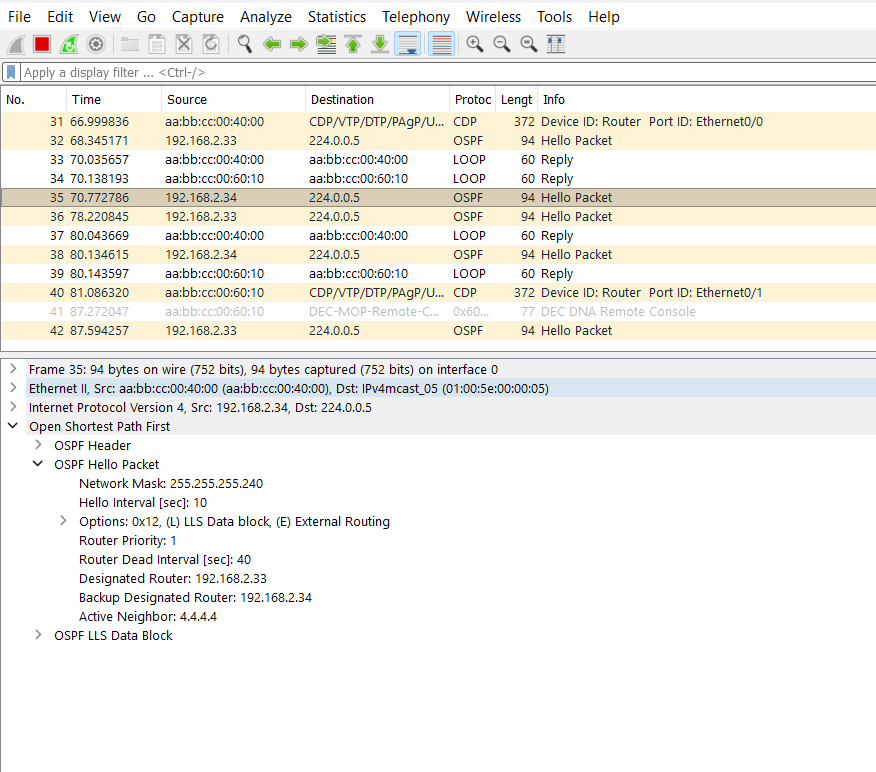 File Edit View Go Capture Analyze Statistics Telephony Wireless Tools Help
Apply a display filter ... <Ctrl-/>
No. Time Source Destination Protoc Lengt Info
31 66.999836 aa:bb:cc:00:40:00 CDP/VTP/DTP/PAgP/U... CDP 372 Device ID: Router Port ID: Ethernet0/0
32 68.345171 192.168.2.33 224.0.0.5 OSPF 94 Hello Packet
33 70.035657 aa:bb:cc:00:40:00 aa:bb:cc:00:40:00 LOOP 60 Reply
34 70.138193 aa:bb:cc:00:60:10 aa:bb:cc:00:60:10 LOOP 60 Reply
35 70.772786 192.168.2.34 224.0.0.5 OSPF 94 Hello Packet
36 78.220845 192.168.2.33 224.0.0.5 OSPF 94 Hello Packet
37 80.043669 aa:bb:cc:00:40:00 aa:bb:cc:00:40:00 LOOP 60 Reply
38 80.134615 192.168.2.34 224.0.0.5 OSPF 94 Hello Packet
39 80.143597 aa:bb:cc:00:60:10 aa:bb:cc:00:60:10 LOOP 60 Reply
40 81.086320 aa:bb:cc:00:60:10 CDP/VTP/DTP/PAgP/U... CDP 372 Device ID: Router Port ID: Ethernet0/1
41 87.272047 aa:bb:cc:00:60:10 DEC-MOP-Remote-C... 0x60... 77 DEC DNA Remote Console
42 87.594257 192.168.2.33 224.0.0.5 OSPF 94 Hello Packet
Frame 35: 94 bytes on wire (752 bits), 94 bytes captured (752 bits) on interface 0
Ethernet II, Src: aa:bb:cc:00:40:00 (aa:bb:cc:00:40:00), Dst: IPv4mcast_05 (01:00:5e:00:00:05)
Internet Protocol Version 4, Src: 192.168.2.34, Dst: 224.0.0.5
Open Shortest Path First
OSPF Header
OSPF Hello Packet
Network Mask: 255.255.255.240
Hello Interval [sec]: 10
Options: 0x12, (L) LLS Data block, (E) External Routing
Router Priority: 1
Router Dead Interval [sec]: 40
Designated Router: 192.168.2.33
Backup Designated Router: 192.168.2.34
Active Neighbor: 4.4.4.4
OSPF LLS Data Block